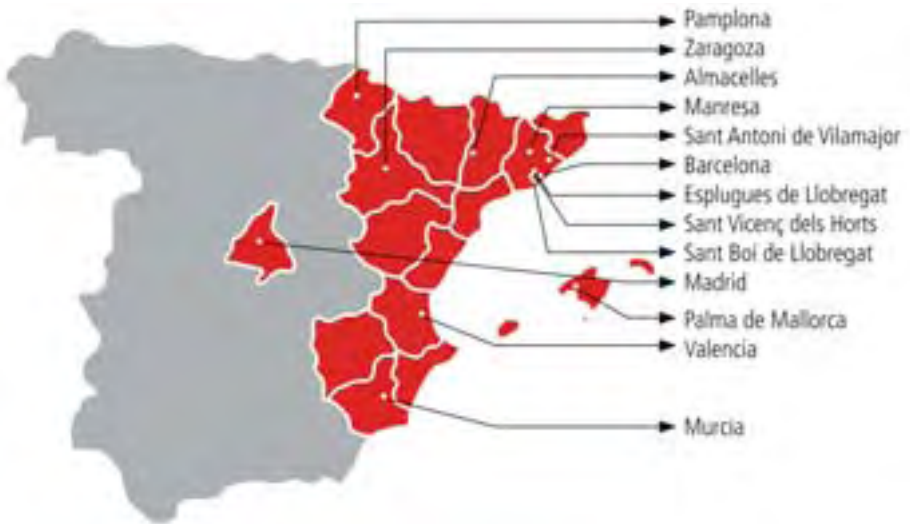 Pamplona
Zaragoza
Almacelles
Manresa
Sant Antoni de Vilamajor
Barcelona
Esplugues de Llobregat
Sant Vicenç dels Horts
Sant Boi de Llobregat
Madrid
Palma de Mallorca
Valencia
Murcia